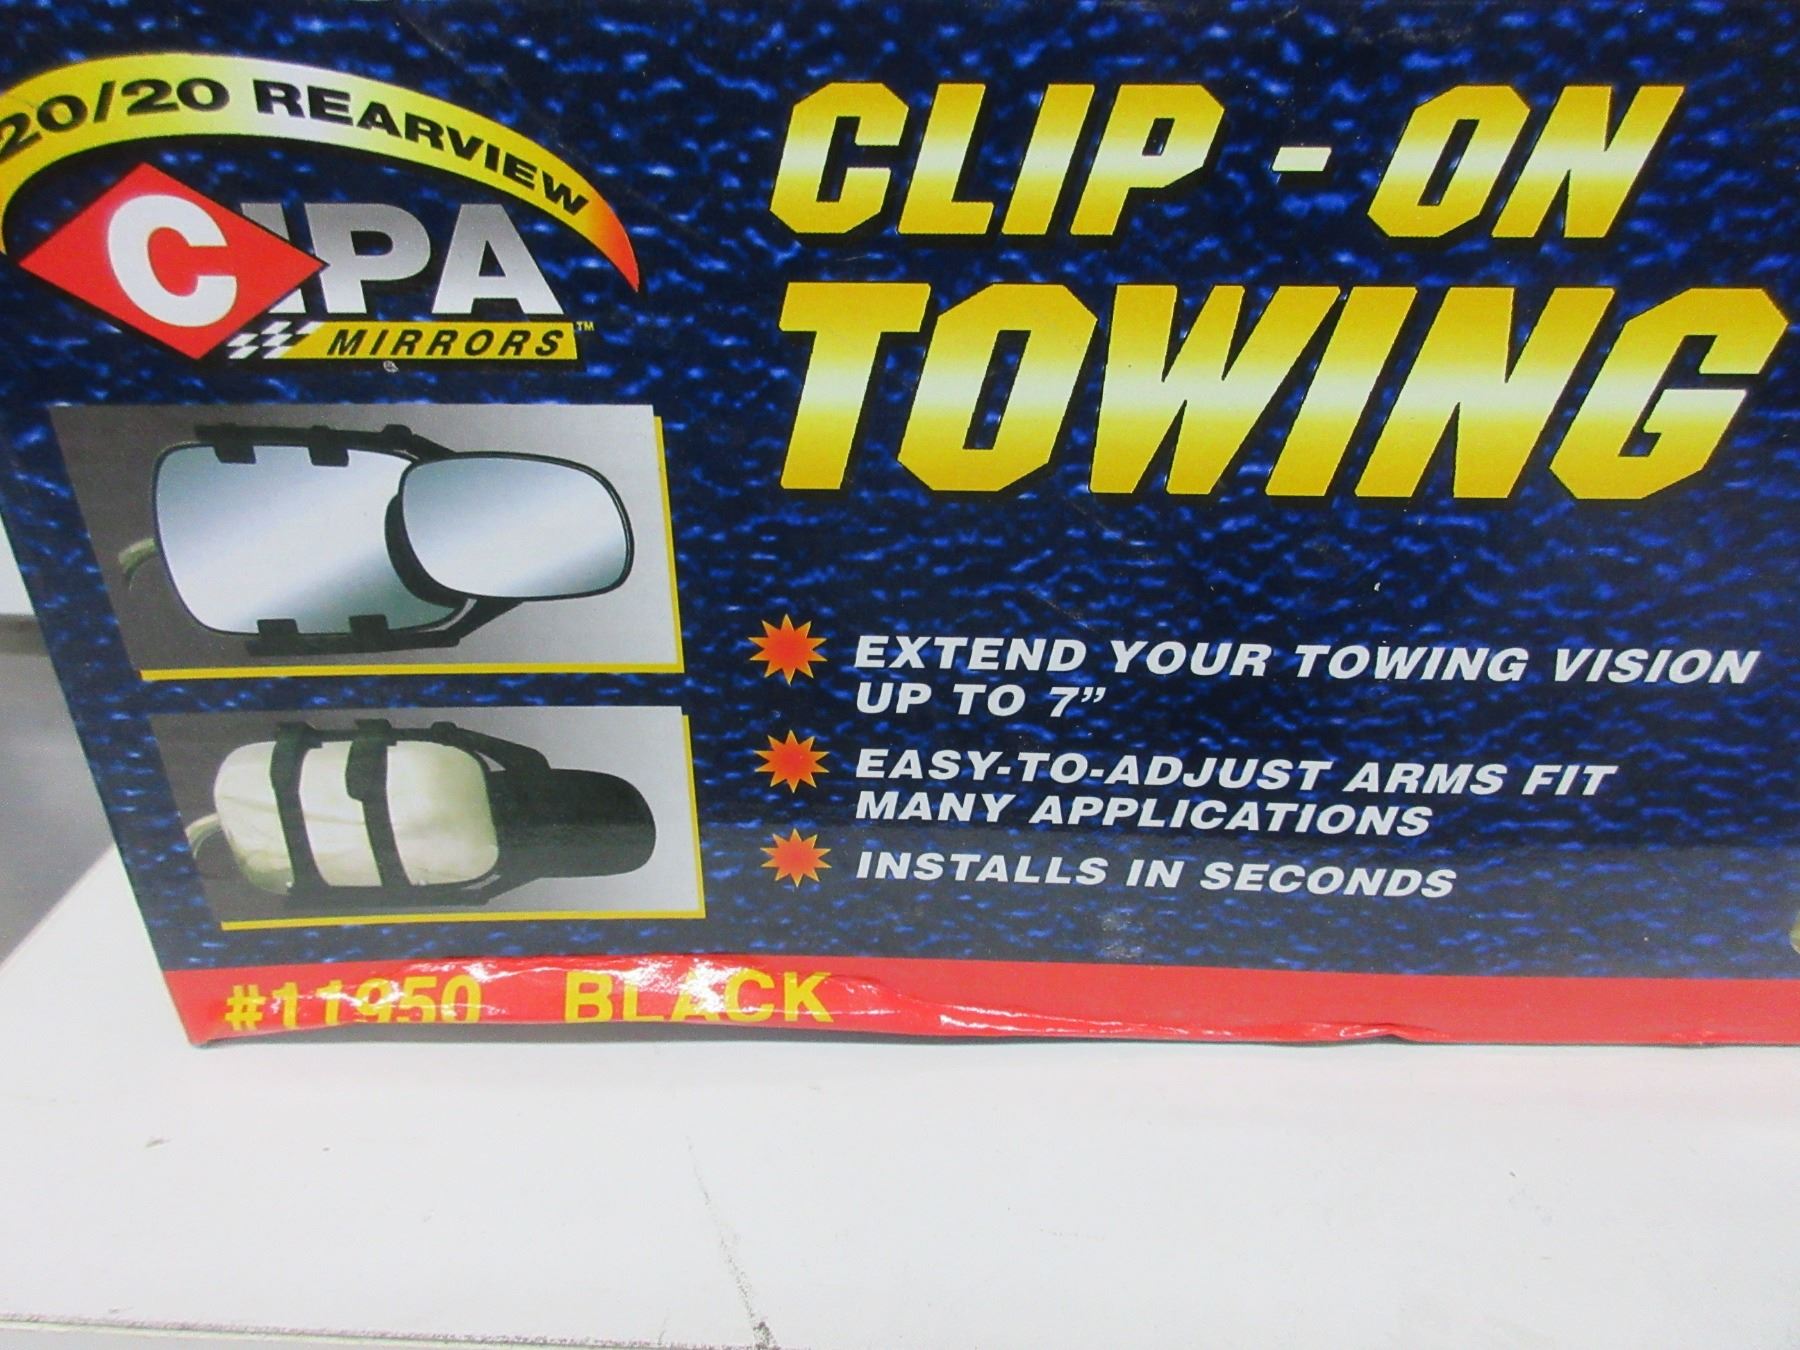 20/20 REARVIEW
CIPA
MIRRORS™
CLIP - ON
TOWING
EXTEND YOUR TOWING VISION
UP TO 7”
EASY-TO-ADJUST ARMS FIT
MANY APPLICATIONS
INSTALLS IN SECONDS
#11950 BLACK